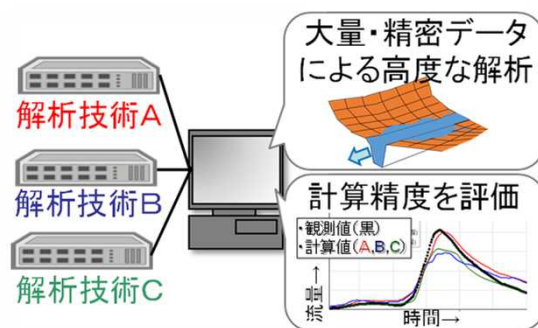 解析技術A
解析技術B
解析技術C
大量・精密データ
による高度な解析
計算精度を評価
・観測値(黒)
・計算値(A,B,C)
流量→
時間→